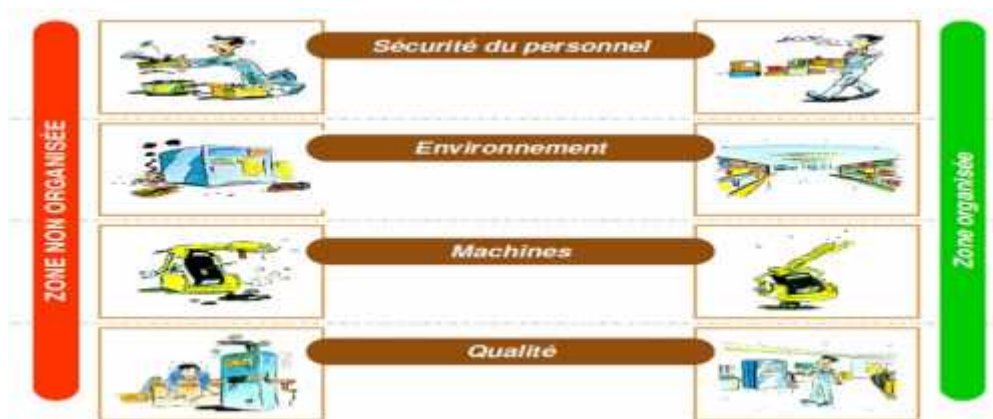 ZONE NON ORGANISÉE
Sécurité du personnel
Environnement
Machines
Qualité
Zone organisée